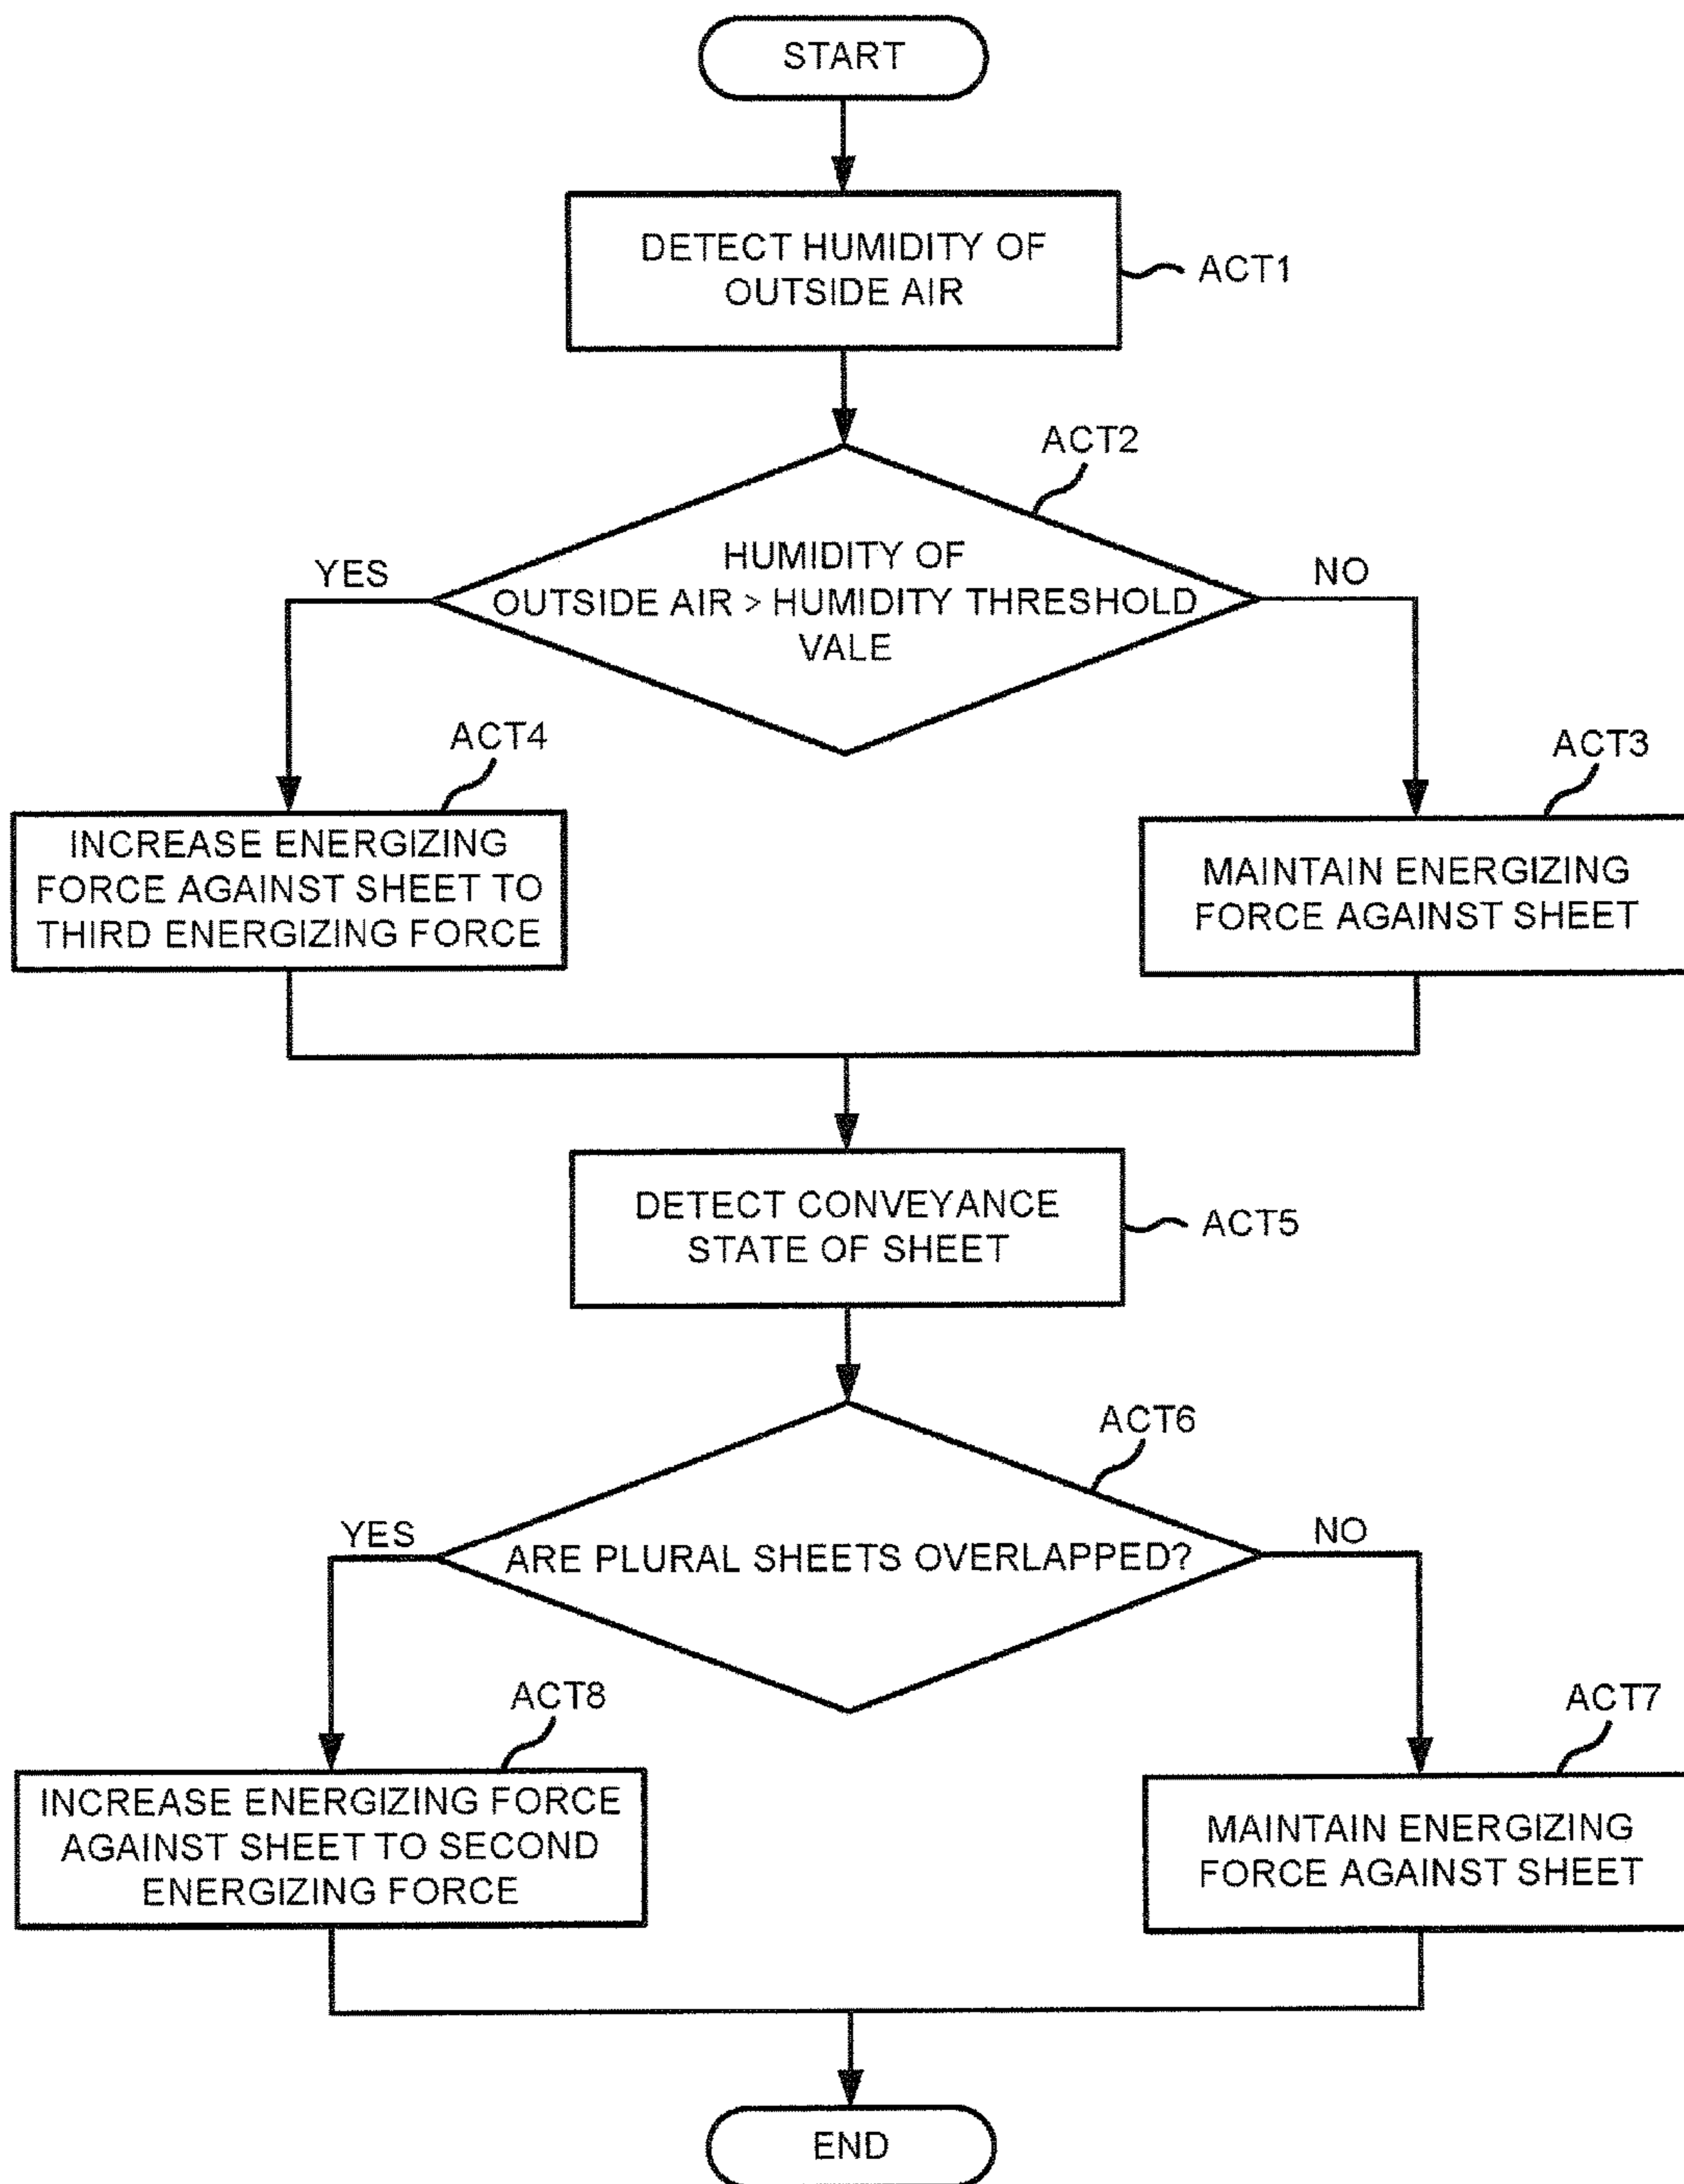 START
DETECT HUMIDITY OF
OUTSIDE AIR
ACT1
ACT2
HUMIDITY OF
OUTSIDE AIR > HUMIDITY THRESHOLD
VALE
YES
NO
ACT4
ACT3
INCREASE ENERGIZING
FORCE AGAINST SHEET TO
THIRD ENERGIZING FORCE
MAINTAIN ENERGIZING
FORCE AGAINST SHEET
DETECT CONVEYANCE
STATE OF SHEET
ACT5
ACT6
YES
NO
ARE PLURAL SHEETS OVERLAPPED?
ACT8
ACT7
INCREASE ENERGIZING FORCE
AGAINST SHEET TO SECOND
ENERGIZING FORCE
MAINTAIN ENERGIZING
FORCE AGAINST SHEET
END